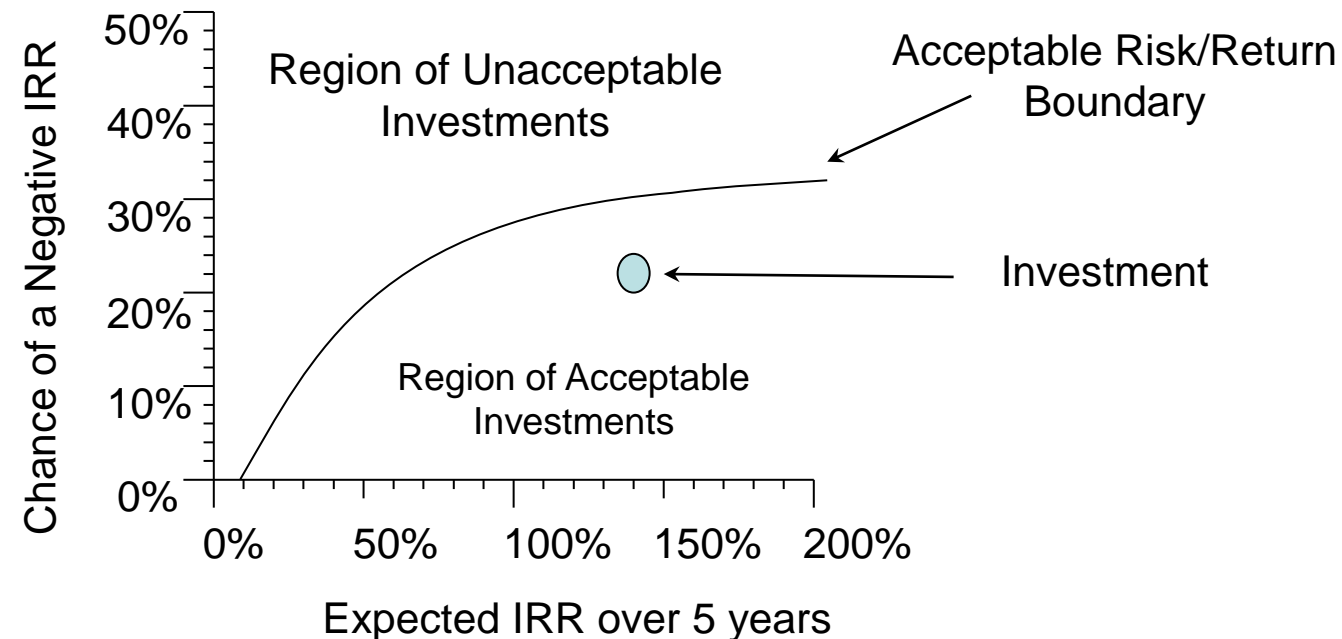 Chance of a Negative IRR
50%
40%
30%
20%
10%
0%
Region of Unacceptable
Investments
Acceptable Risk/Return
Boundary
Investment
Region of Acceptable
Investments
0% 50% 100% 150% 200%
Expected IRR over 5 years